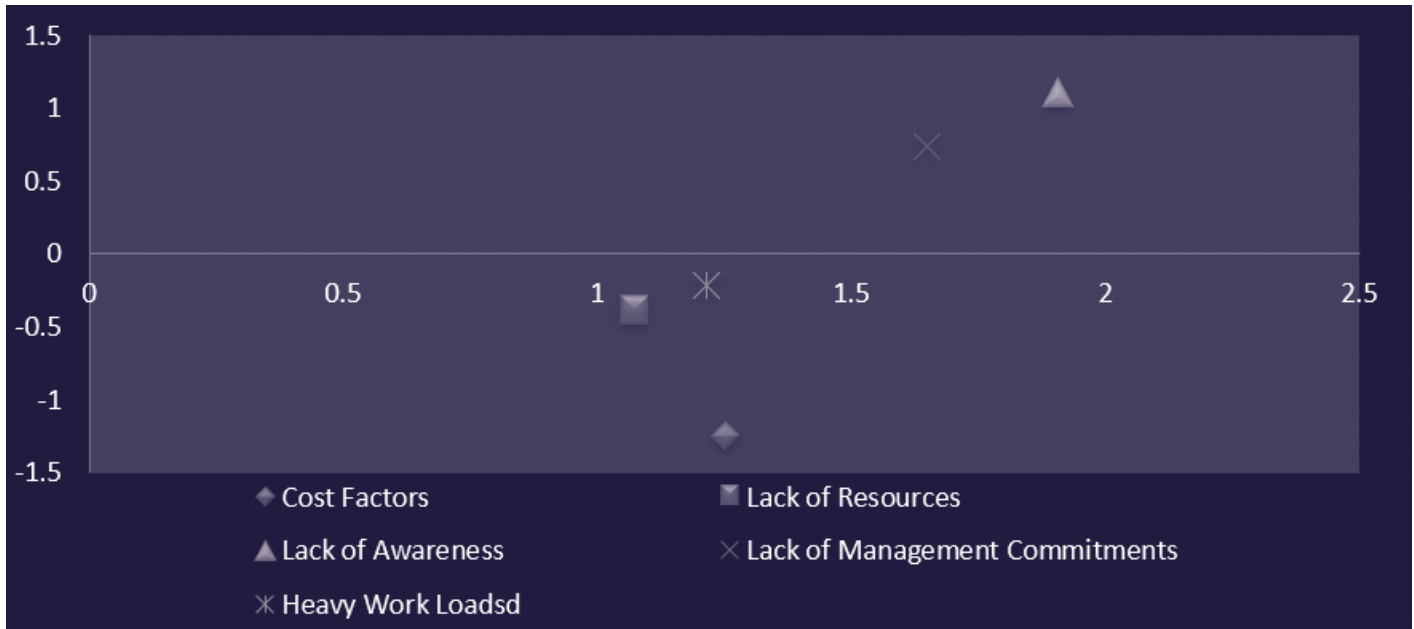 1.5
1
0.5
0
0 0.5 1 1.5 2 2.5
-0.5
-1
-1.5
Cost Factors Lack of Resources
Lack of Awareness Lack of Management Commitments
Heavy Work Loadsd